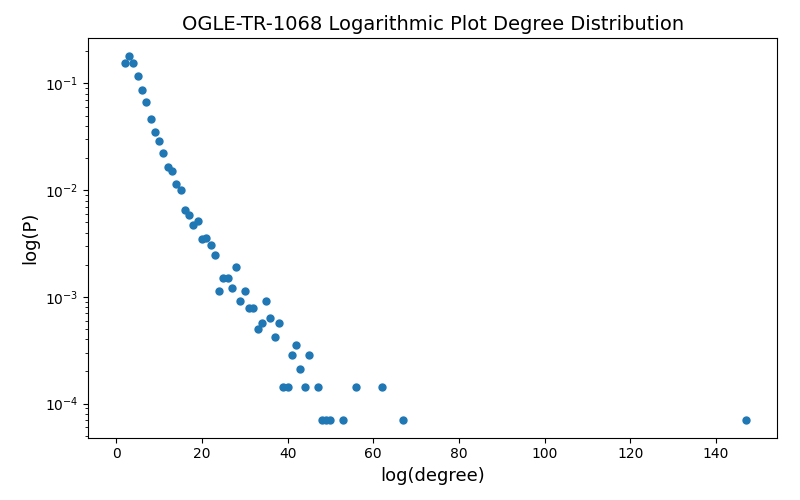 OGLE-TR-1068 Logarithmic Plot Degree Distribution
log(P)
10⁻¹
10⁻²
10⁻³
10⁻⁴
0 20 40 60 80 100 120 140
log(degree)